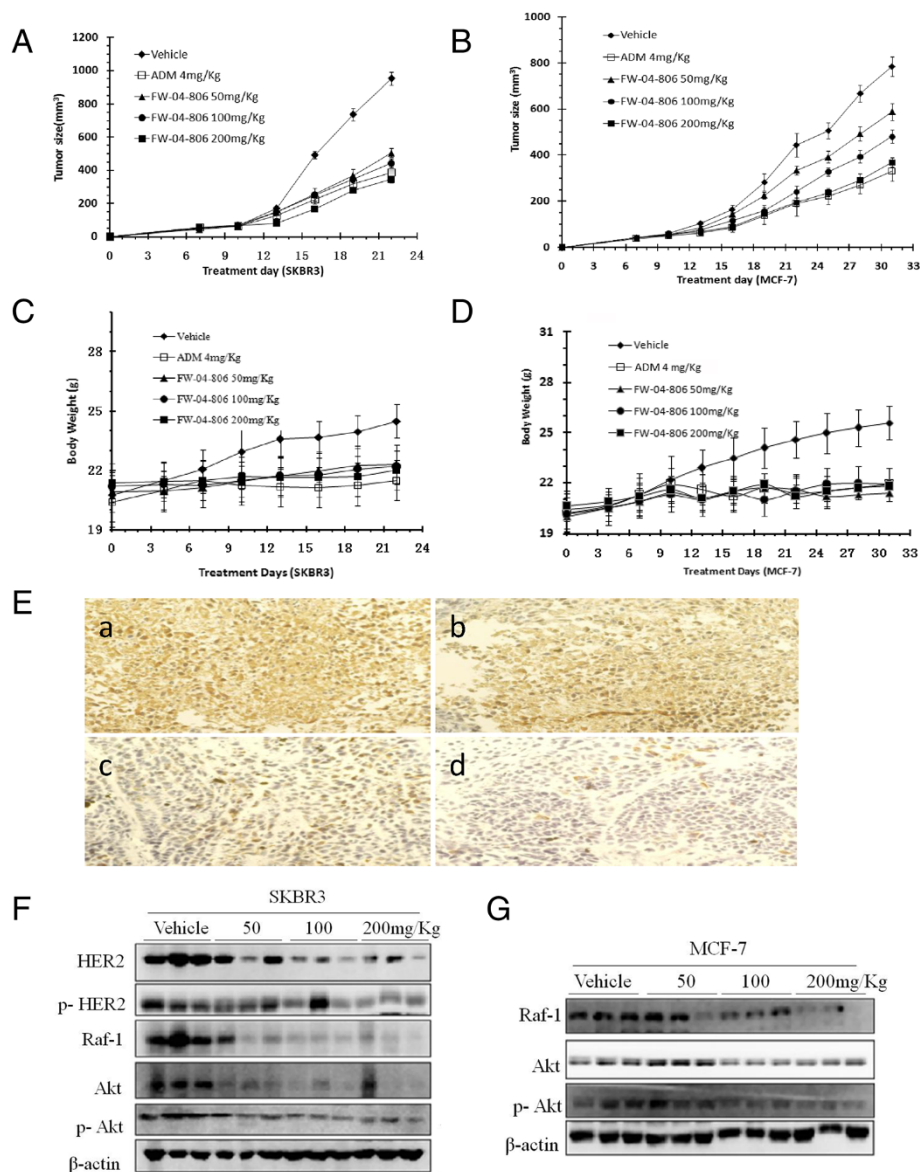 A
Tumor size(mm³)
1200
1000
800
600
400
200
0
0 3 6 9 12 15 18 21 24
Treatment day (SKBR3)
Vehicle
ADM 4mg/Kg
FW-04-806 50mg/Kg
FW-04-806 100mg/Kg
FW-04-806 200mg/Kg
B
Tumor size(mm³)
1000
800
600
400
200
0
0 3 6 9 12 15 18 21 24 27 30 33
Treatment day (MCF-7)
Vehicle
ADM 4mg/Kg
FW-04-806 50mg/Kg
FW-04-806 100mg/Kg
FW-04-806 200mg/Kg
C
Body Weight (g)
28
25
22
19
0 3 6 9 12 15 18 21 24
Treatment Days (SKBR3)
Vehicle
ADM 4mg/Kg
FW-04-806 50mg/Kg
FW-04-806 100mg/Kg
FW-04-806 200mg/Kg
D
Body Weight (g)
31
28
25
22
19
0 3 6 9 12 15 18 21 24 27 30 33
Treatment Days (MCF-7)
Vehicle
ADM 4 mg/Kg
FW-04-806 50mg/Kg
FW-04-806 100mg/Kg
FW-04-806 200mg/Kg
E
a
b
c
d
F
SKBR3
Vehicle 50 100 200mg/Kg
HER2
p- HER2
Raf-1
Akt
p- Akt
β-actin
G
MCF-7
Vehicle 50 100 200mg/Kg
Raf-1
Akt
p- Akt
β-actin